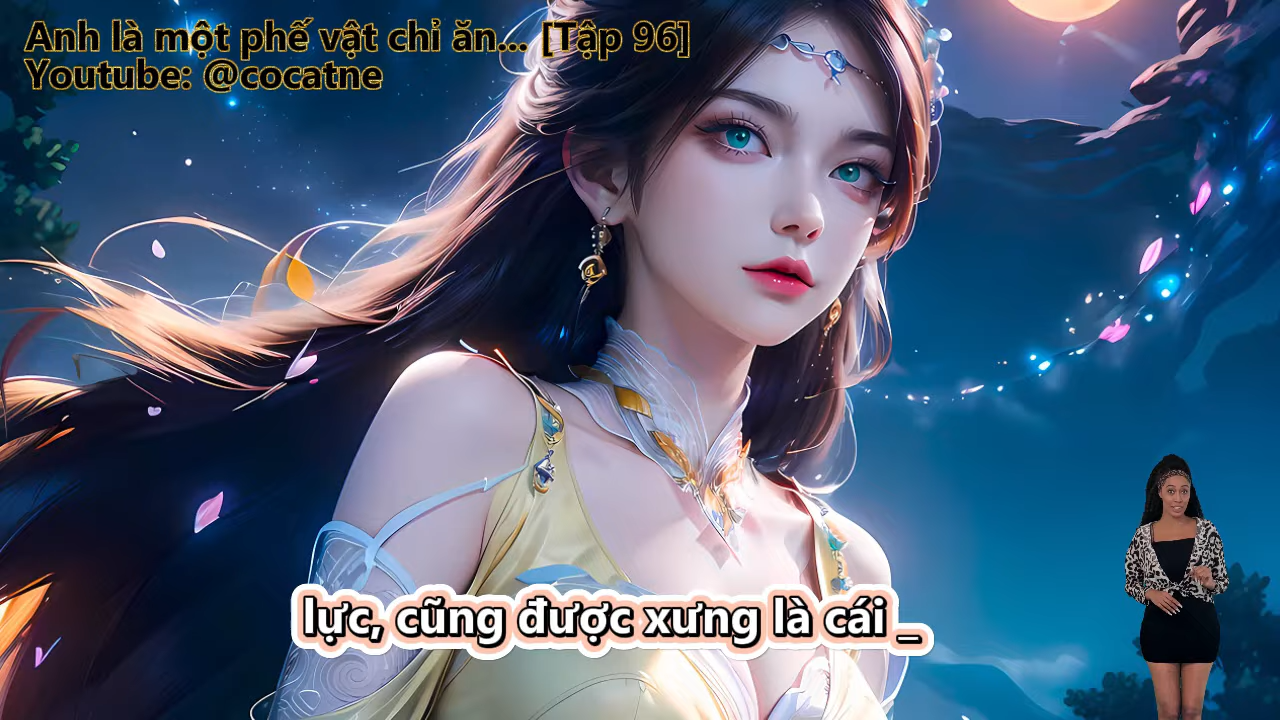 Anh là một phế vật chỉ ăn... [Tập 96]
Youtube: @cocatne
lực, cũng được xưng là cái _